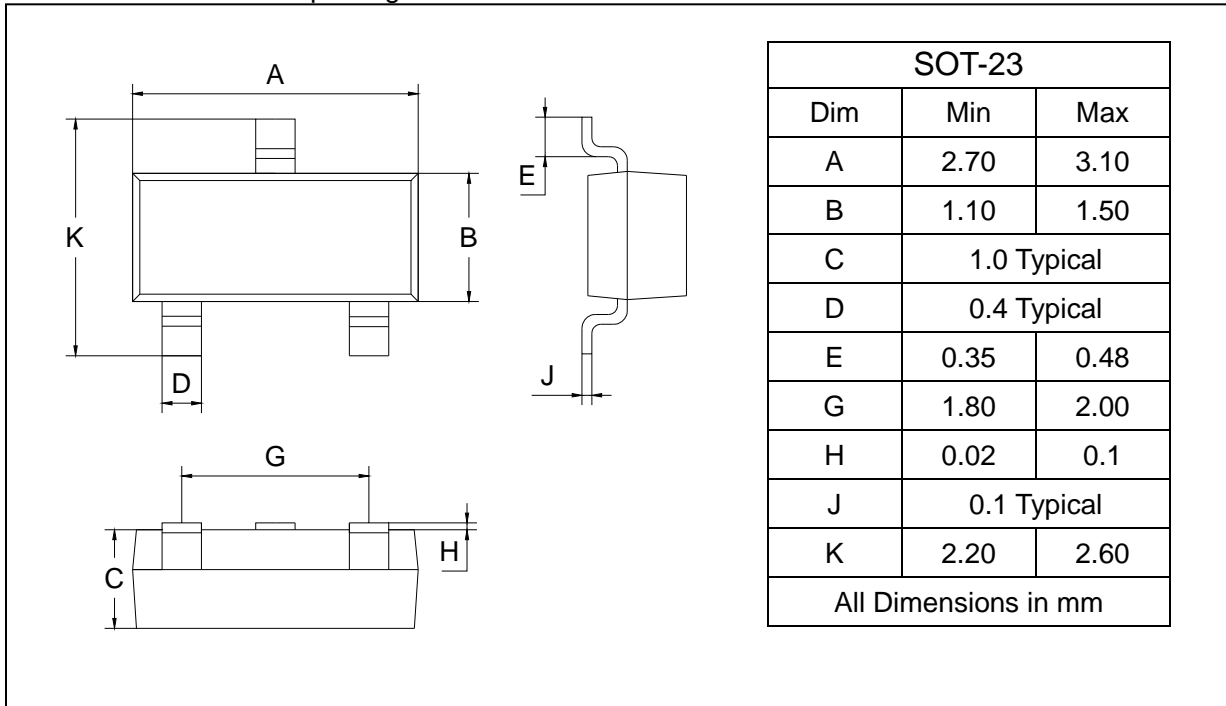 A
K
B
D
E
J
G
H
C
SOT-23
Dim Min Max
A 2.70 3.10
B 1.10 1.50
C 1.0 Typical
D 0.4 Typical
E 0.35 0.48
G 1.80 2.00
H 0.02 0.1
J 0.1 Typical
K 2.20 2.60
All Dimensions in mm